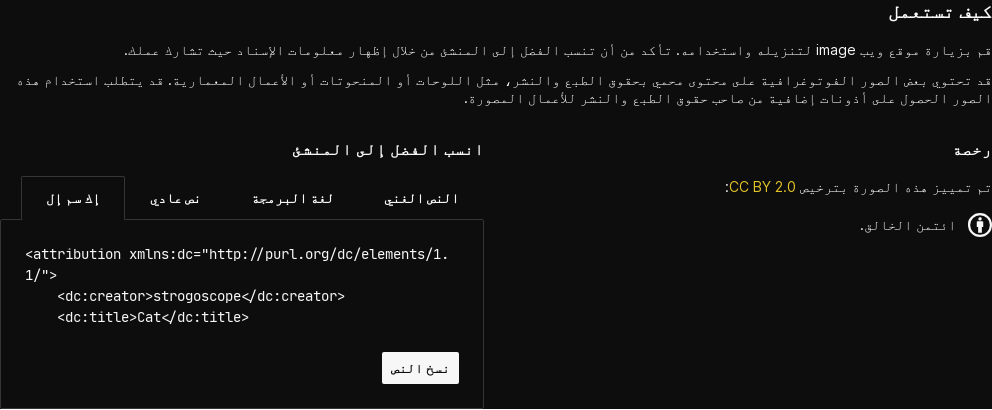 كيف تستعمل
قم بزيارة موقع ويب image لتنزيله واستخدامه. تأكد من أن تنسب الفضل إلى المنشئ من خلال إظهار معلومات الإسناد حيث تشارك عملك.
قد تحتوي بعض الصور الفوتوغرافية على محتوى محمي بحقوق الطبع والنشر، مثل اللوحات أو المنحوتات أو الأعمال المعمارية. قد يتطلب استخدام هذه
الصور الحصول على أذونات إضافية من صاحب حقوق الطبع والنشر للأعمال المصورة.
رخصة
تم تمييز هذه الصورة بترخيص CC BY 2.0:
ائتمن الخالق.
انسب الفضل إلى المنشئ
النص الغني
لغة البرمجة
نص عادي
إك سم إل
<attribution xmlns:dc="http://purl.org/dc/elements/1.
1/">
<dc:creator>strogoscope</dc:creator>
<dc:title>Cat</dc:title>
نسخ النص